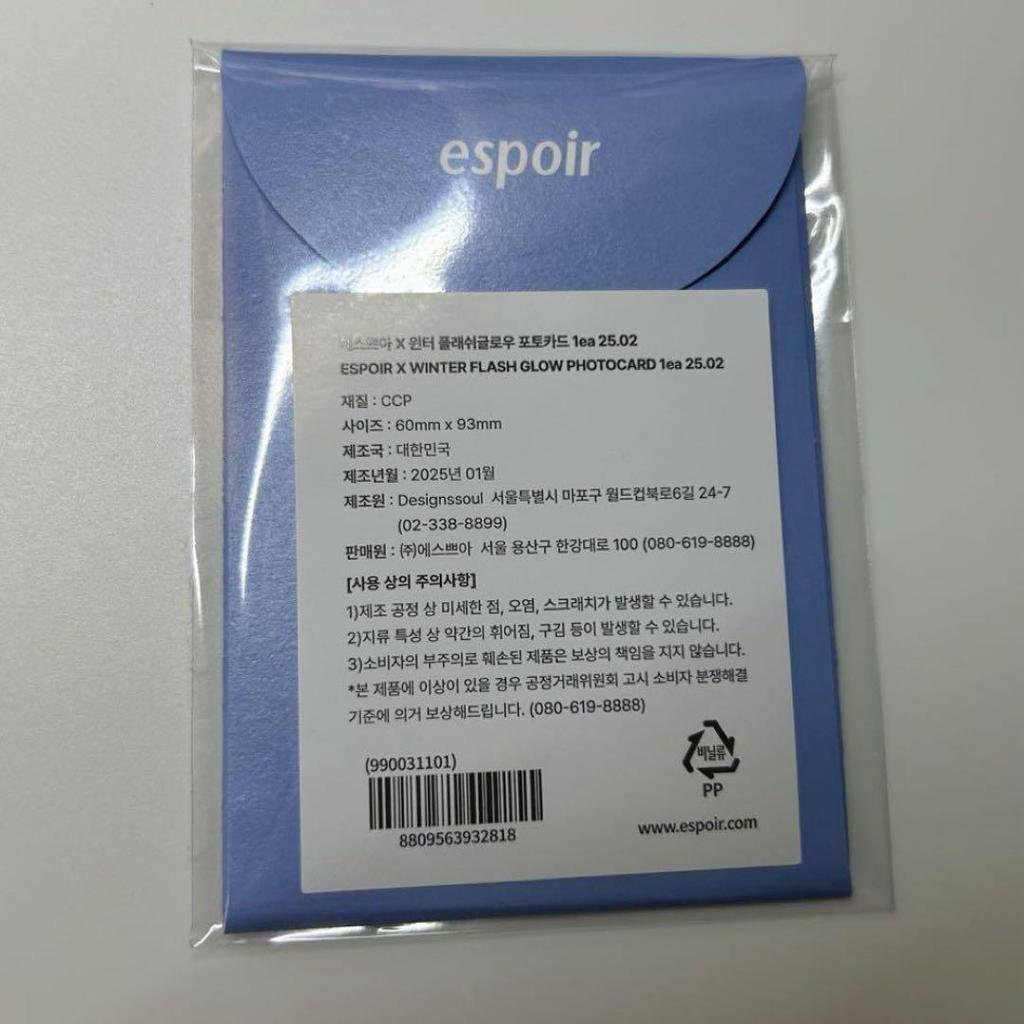 espoir
에스쁘아 X 윈터 플래쉬글로우 포토카드 1ea 25.02
ESPOIR X WINTER FLASH GLOW PHOTOCARD 1ea 25.02
재질 : CCP
사이즈 : 60mm x 93mm
제조국 : 대한민국
제조년월 : 2025년 01월
제조원 : Designssoul 서울특별시 마포구 월드컵북로6길 24-7
(02-338-8899)
판매원 : ㈜에스쁘아 서울 용산구 한강대로 100 (080-619-8888)
[사용 상의 주의사항]
1)제조 공정 상 미세한 점, 오염, 스크래치가 발생할 수 있습니다.
2)지류 특성 상 약간의 휘어짐, 구김 등이 발생할 수 있습니다.
3)소비자의 부주의로 훼손된 제품은 보상의 책임을 지지 않습니다.
*본 제품에 이상이 있을 경우 공정거래위원회 고시 소비자 분쟁해결
기준에 의거 보상해드립니다. (080-619-8888)
(990031101)
8809563932818
비닐류
PP
www.espoir.com